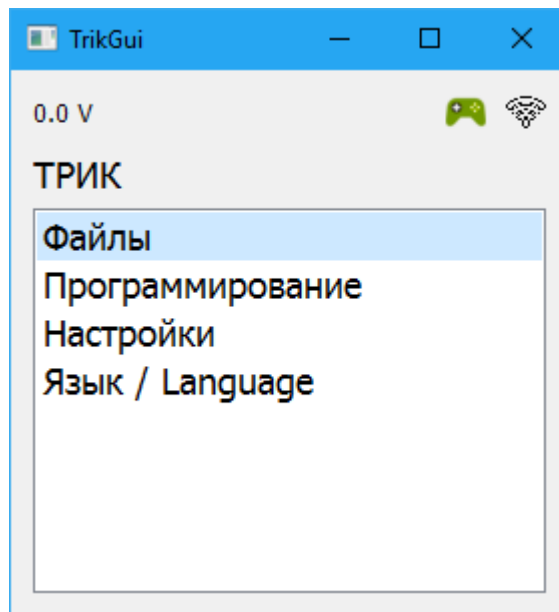 TrikGui
0.0 V
ТРИК
Файлы
Программирование
Настройки
Язык / Language